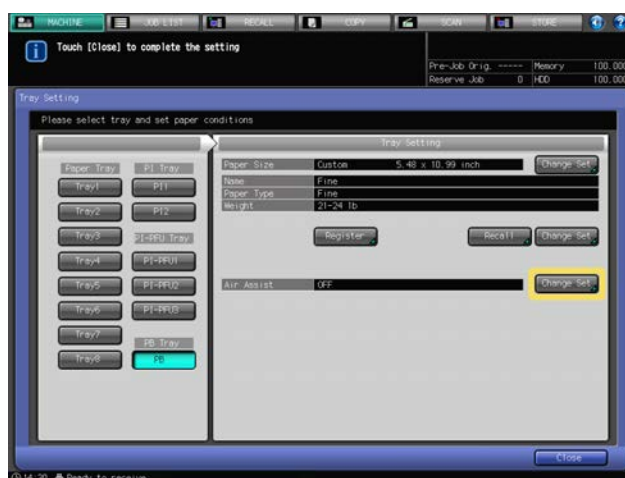 MACHINE JOB LIST RECALL COPY SCAN STORE
Touch [Close] to complete the setting
Pre-Job Orig. ----- Memory 100.000
Reserve Job 0 HDD 100.000
Tray Setting
Please select tray and set paper conditions
Tray Setting
Paper Tray PI Tray
Tray1 PI1
Tray2 PI2
Tray3 PI-PFU Tray
Tray4 PI-PFU1
Tray5 PI-PFU2
Tray6 PI-PFU3
Tray7 PB Tray
Tray8 PB
Paper Size Custom 5.48 x 10.99 inch Change Set
Name Fine
Paper Type Fine
Weight 21-24 lb
Register Recall Change Set
Air Assist OFF Change Set
Close
14:20 Ready to receive